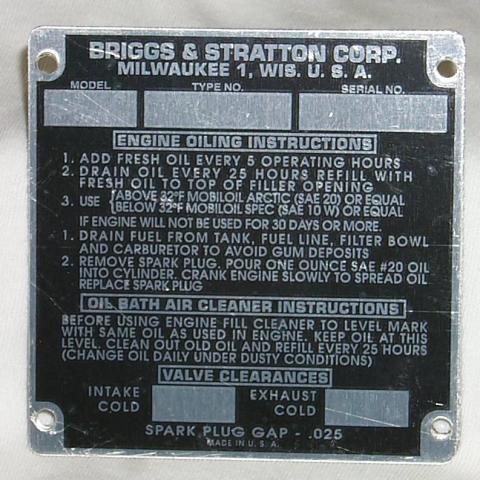 BRIGGS & STRATTON CORP.
MILWAUKEE 1, WIS. U. S. A.
MODEL TYPE NO. SERIAL NO.
ENGINE OILING INSTRUCTIONS
1. ADD FRESH OIL EVERY 5 OPERATING HOURS
2. DRAIN OIL EVERY 25 HOURS REFILL WITH
FRESH OIL TO TOP OF FILLER OPENING
3. USE {ABOVE 32°F MOBILOIL ARCTIC (SAE 20) OR EQUAL
BELOW 32°F MOBILOIL SPEC (SAE 10 W) OR EQUAL
IF ENGINE WILL NOT BE USED FOR 30 DAYS OR MORE.
1. DRAIN FUEL FROM TANK, FUEL LINE, FILTER BOWL
AND CARBURETOR TO AVOID GUM DEPOSITS
2. REMOVE SPARK PLUG. POUR ONE OUNCE SAE #20 OIL
INTO CYLINDER. CRANK ENGINE SLOWLY TO SPREAD OIL
REPLACE SPARK PLUG
OIL BATH AIR CLEANER INSTRUCTIONS
BEFORE USING ENGINE FILL CLEANER TO LEVEL MARK
WITH SAME OIL AS USED IN ENGINE. KEEP OIL AT THIS
LEVEL. CLEAN OUT OLD OIL AND REFILL EVERY 25 HOURS
(CHANGE OIL DAILY UNDER DUSTY CONDITIONS)
VALVE CLEARANCES
INTAKE COLD EXHAUST COLD
SPARK PLUG GAP - .025
MADE IN U. S. A.